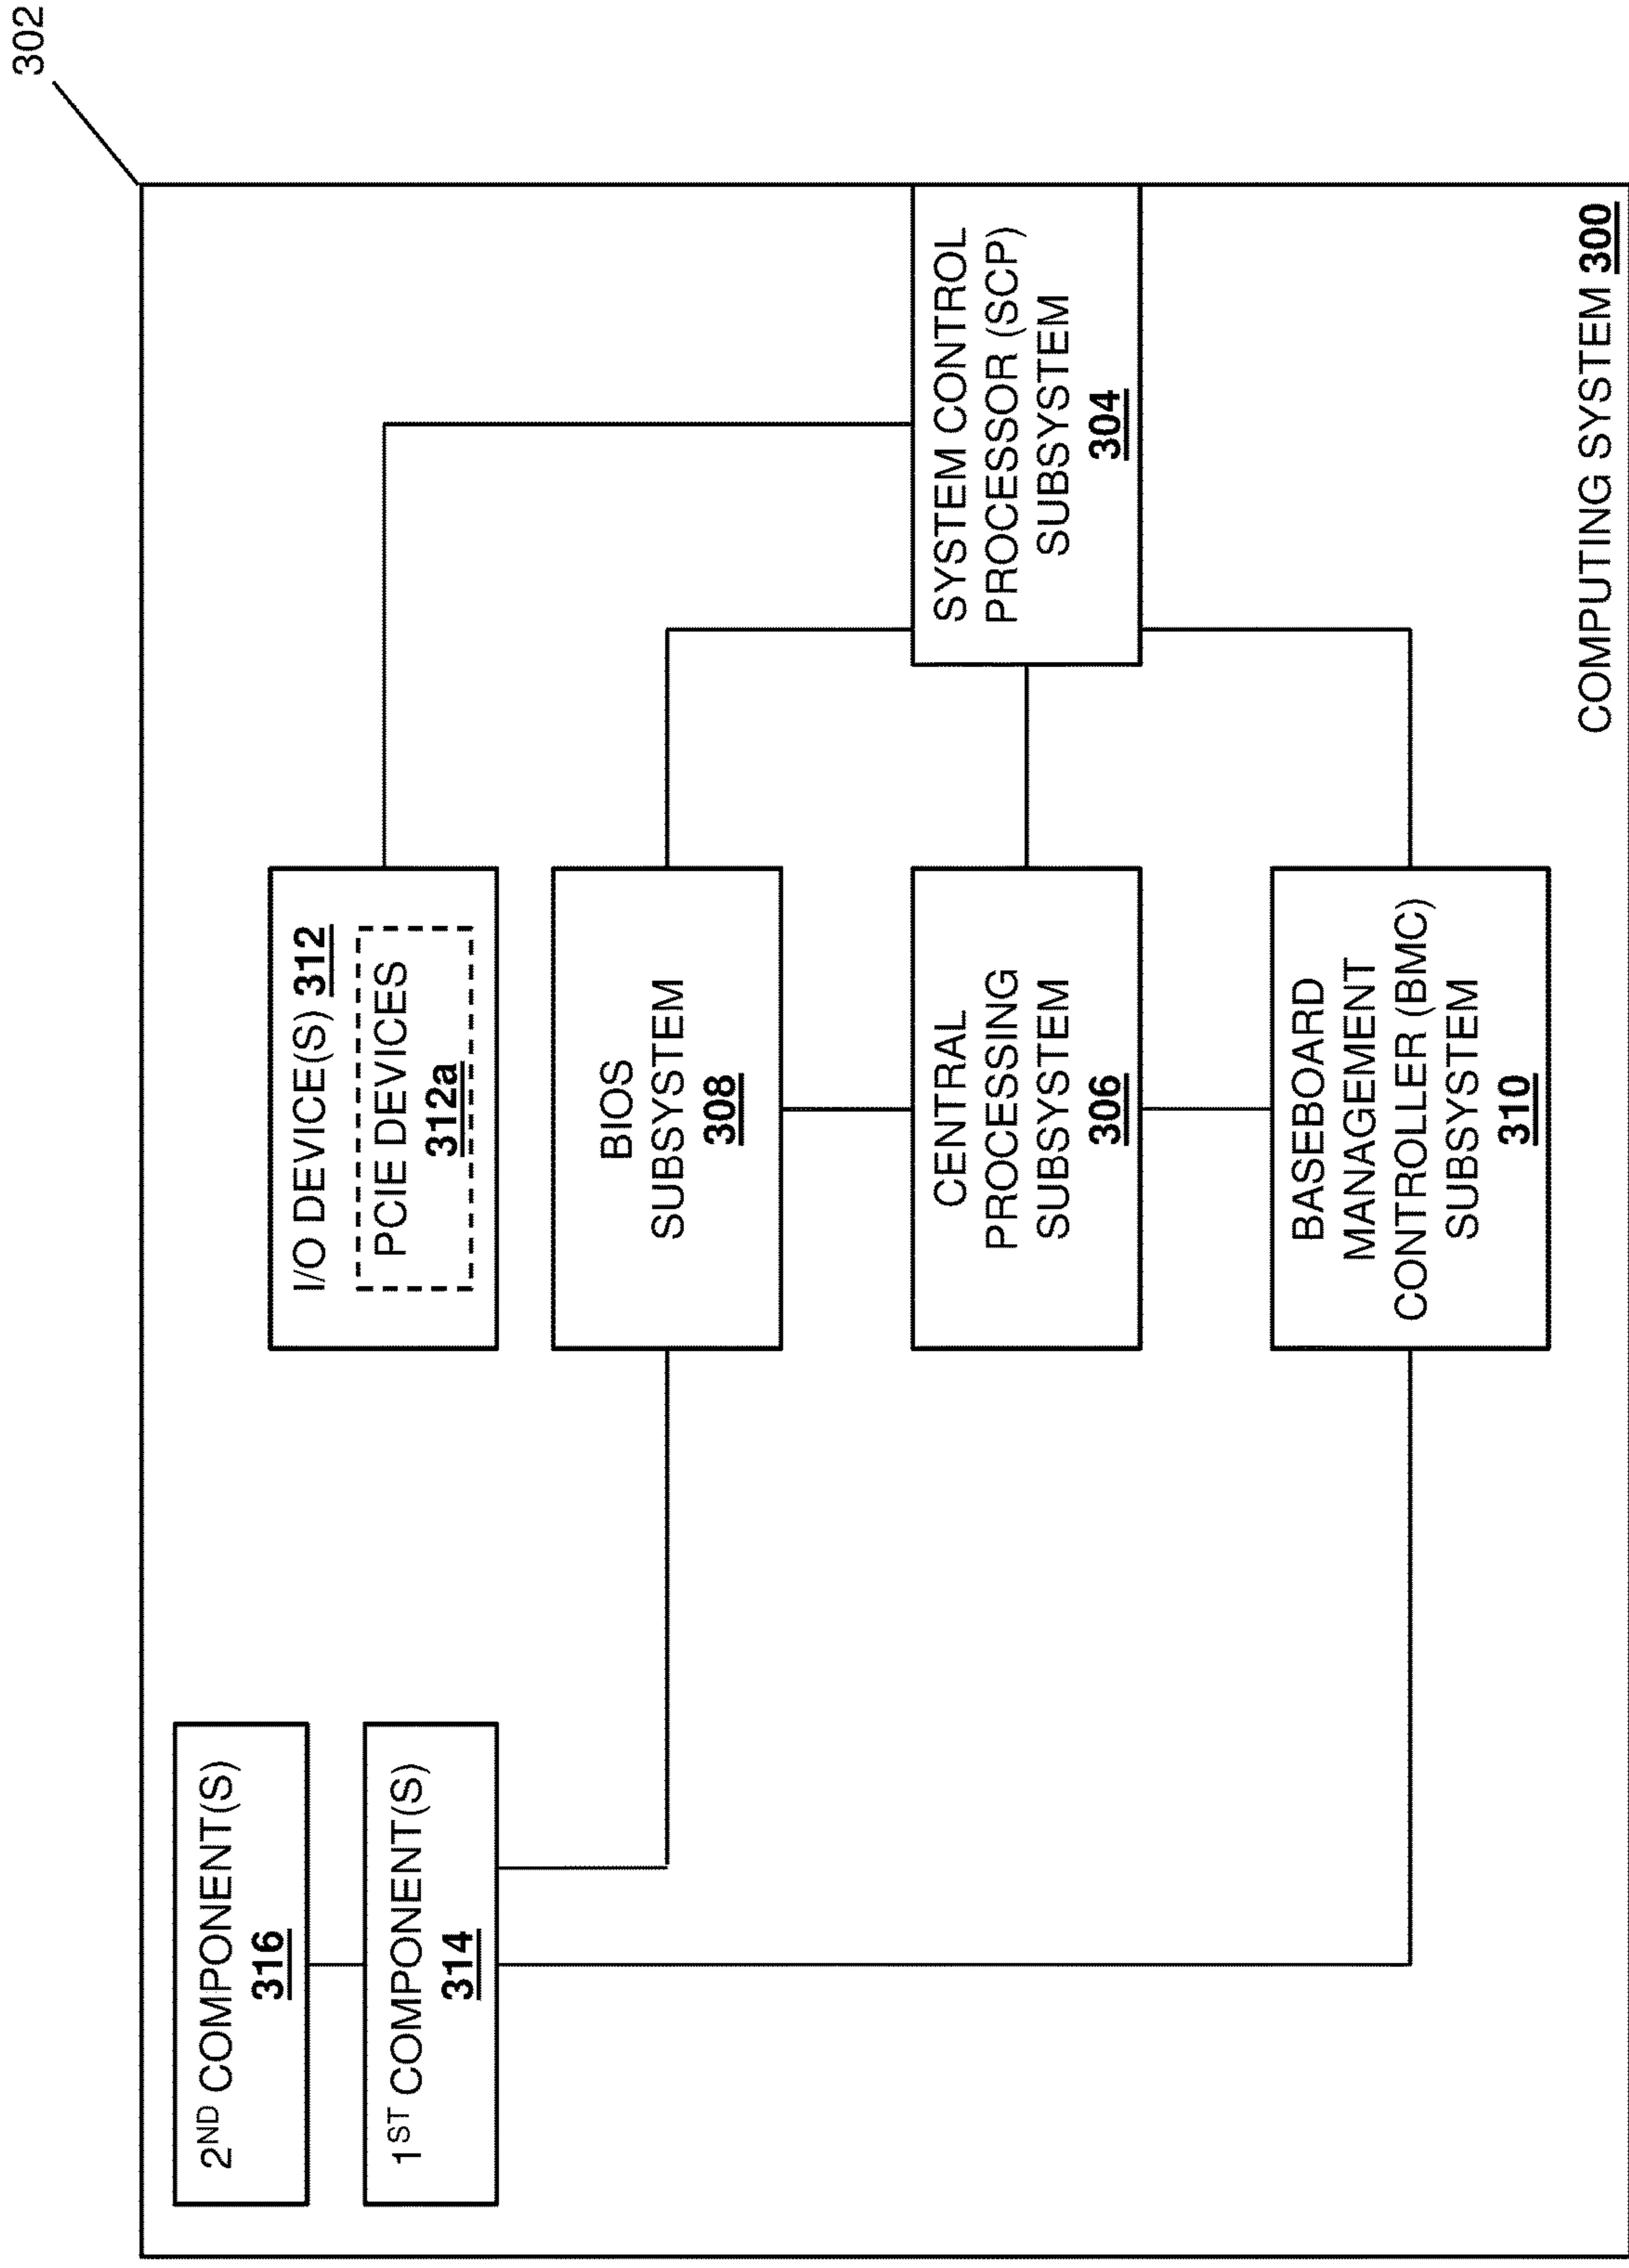 302
2ND COMPONENT(S)
316
1ST COMPONENT(S)
314
I/O DEVICE(S) 312
PCIE DEVICES
312a
BIOS
SUBSYSTEM
308
CENTRAL
PROCESSING
SUBSYSTEM
306
BASEBOARD
MANAGEMENT
CONTROLLER (BMC)
SUBSYSTEM
310
SYSTEM CONTROL
PROCESSOR (SCP)
SUBSYSTEM
304
COMPUTING SYSTEM 300